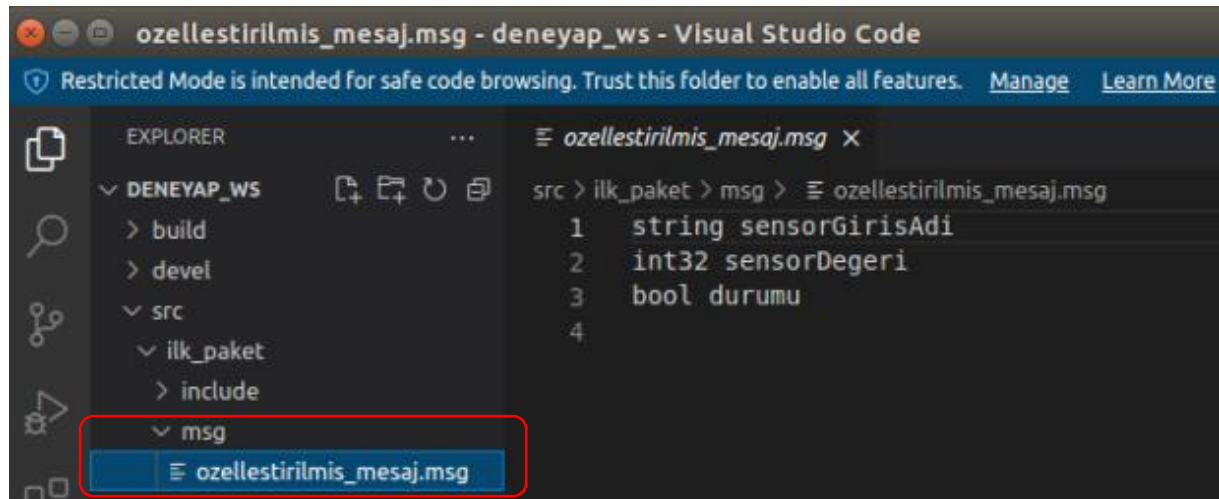 ozellestirilmis_mesaj.msg - deneyap_ws - Visual Studio Code
Restricted Mode is intended for safe code browsing. Trust this folder to enable all features. Manage Learn More
EXPLORER ...
DENEYAP_WS
> build
> devel
src
ilk_paket
> include
msg
ozellestirilmis_mesaj.msg
ozellestirilmis_mesaj.msg ×
src > ilk_paket > msg > ozellestirilmis_mesaj.msg
1 string sensorGirisAdi
2 int32 sensorDegeri
3 bool durumu
4